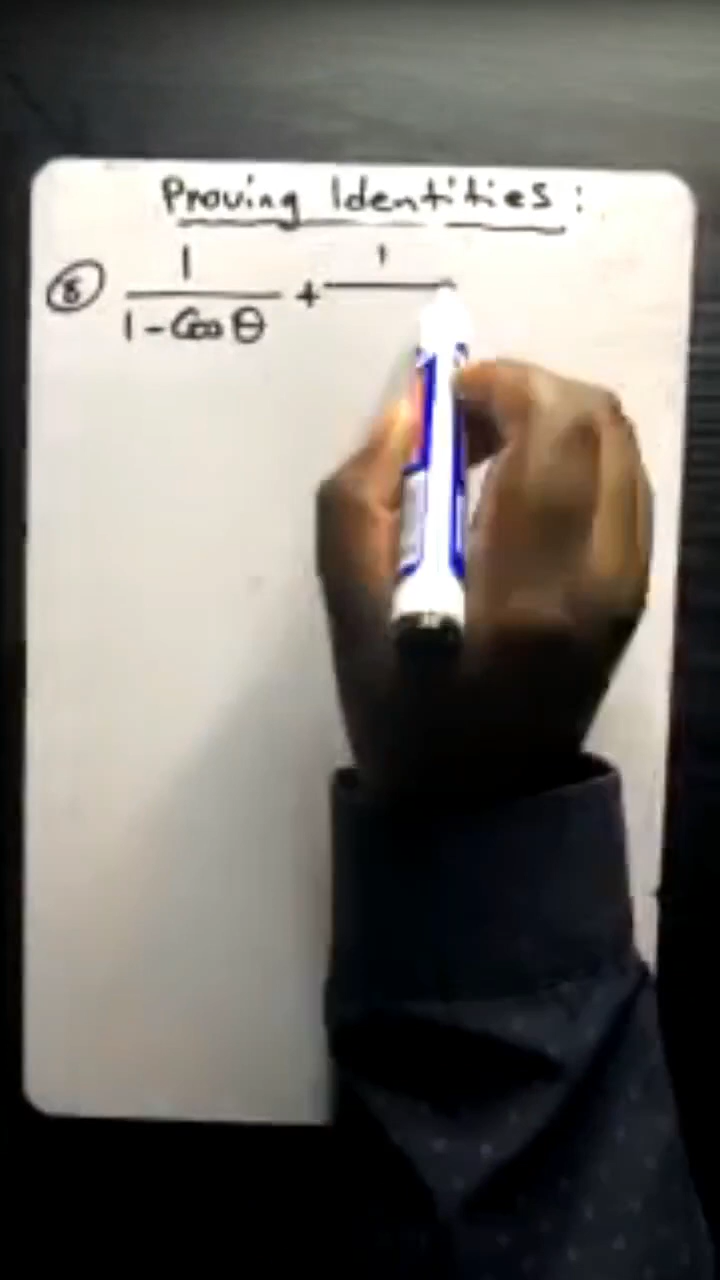 Proving Identities:
⑧ 1/(1-Cos θ) + 1/